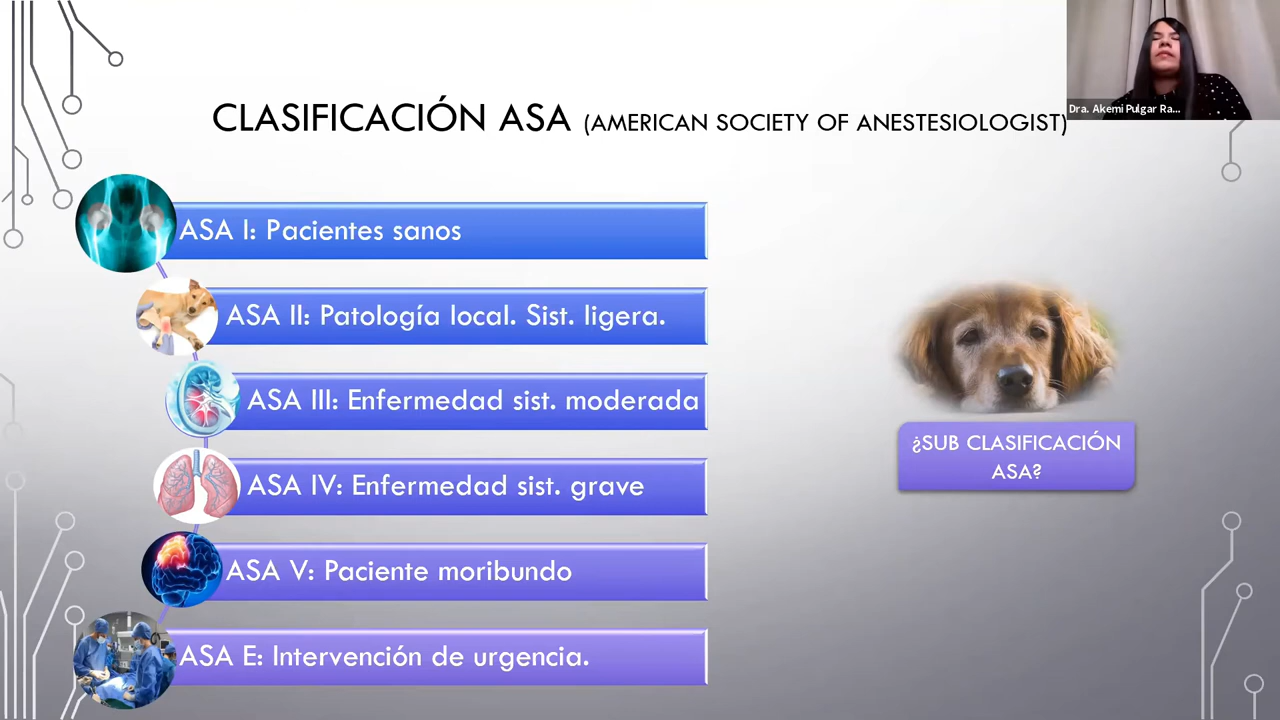 CLASIFICACIÓN ASA (AMERICAN SOCIETY OF ANESTESIOLOGIST)
Dra. Akemi Pulgar Ra...
ASA I: Pacientes sanos
ASA II: Patología local. Sist. ligera.
ASA III: Enfermedad sist. moderada
ASA IV: Enfermedad sist. grave
ASA V: Paciente moribundo
ASA E: Intervención de urgencia.
¿SUB CLASIFICACIÓN
ASA?